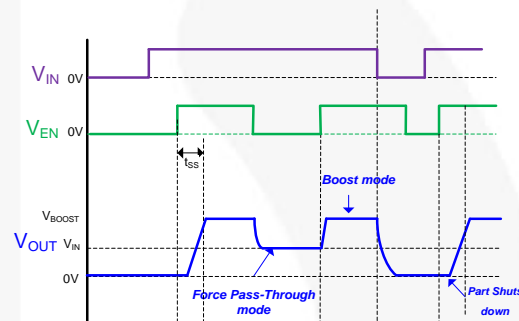 VIN 0V
VEN 0V
tSS
Boost mode
VBOOST
VOUT VIN
0V
Force Pass-Through
mode
Part Shuts
down